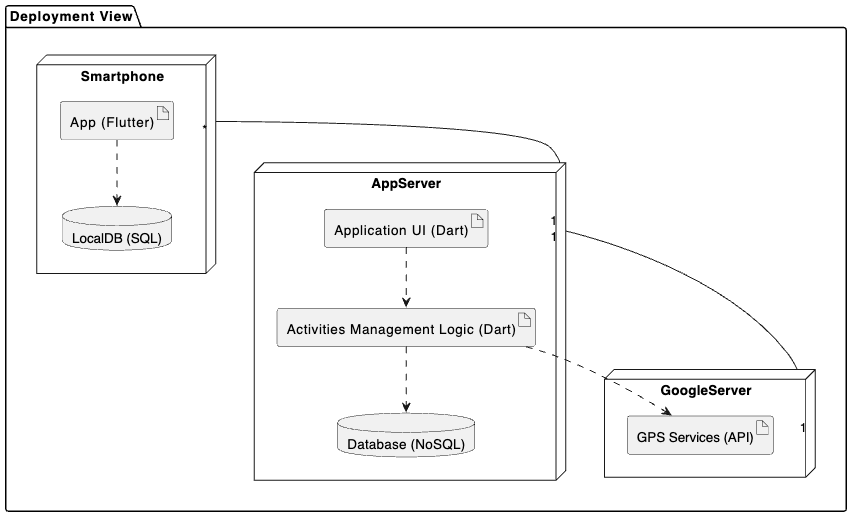 Deployment View
Smartphone
App (Flutter)
*
LocalDB (SQL)
AppServer
Application UI (Dart)
1
1
Activities Management Logic (Dart)
Database (NoSQL)
GoogleServer
GPS Services (API)
1